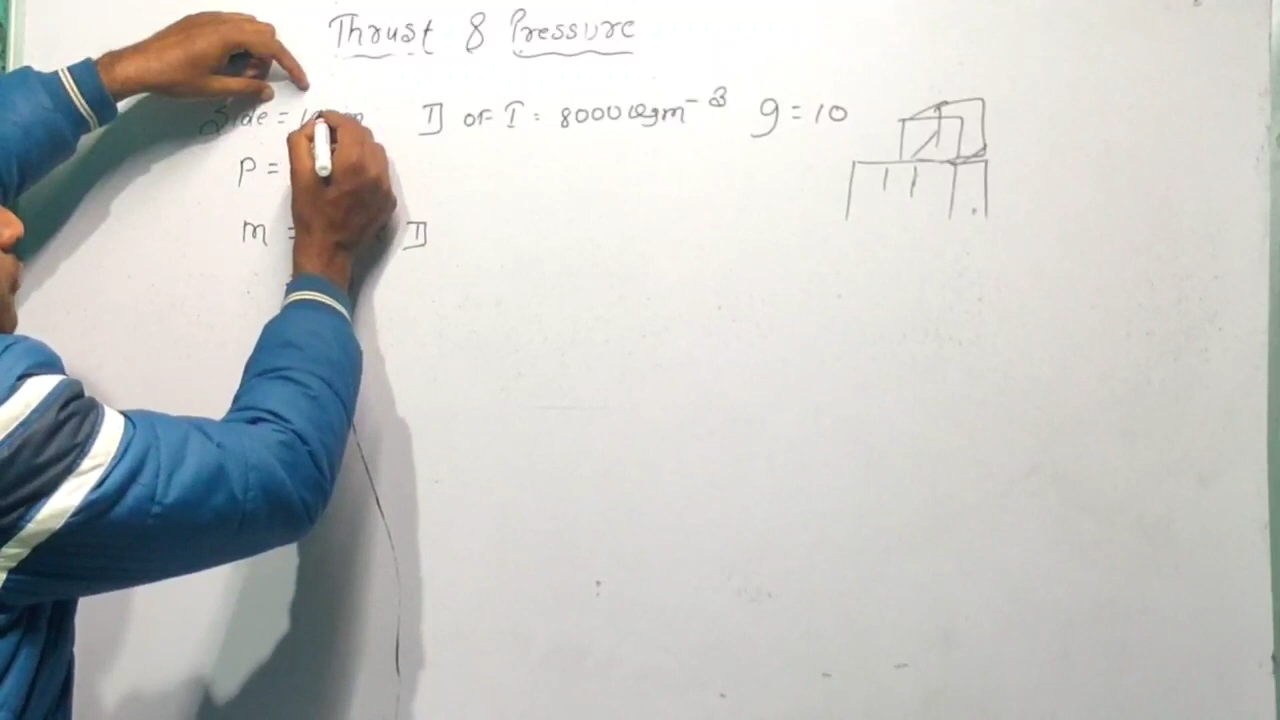 Thrust & Pressure
Side = D of I = 8000 kgm⁻³ g = 10
P =
m = D